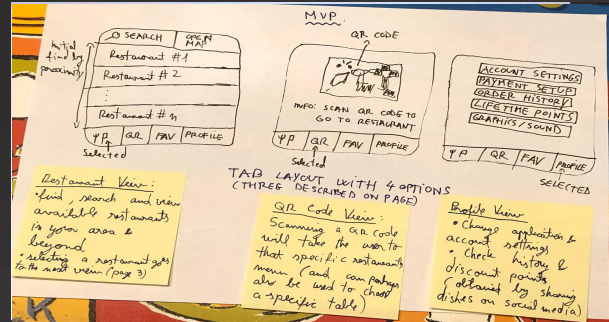 MVP
SEARCH
OPEN IN MAP
Restaurant #1
Restaurant #2
Restaurant #n
Initial find by proximity
QR FAV PROFILE
Selected
QR CODE
INFO: SCAN QR CODE TO
GO TO RESTAURANT
QR FAV PROFILE
Selected
ACCOUNT SETTINGS
PAYMENT SETUP
ORDER HISTORY
LIFETIME POINTS
GRAPHICS/SOUND
QR FAV PROFILE
SELECTED
TAB LAYOUT WITH 4 OPTIONS
(THREE DESCRIBED ON PAGE)
Restaurant View:
• find, search and view
available restaurants
in your area &
beyond
• selecting a restaurant goes
to the next view (page 3)
QR Code View:
Scanning a QR code
will take the user to
that specific restaurants
menu (and can perhaps
also be used to choose
a specific table)
Profile View
• Change application &
account settings
• Check history &
discount points
(obtained by sharing
dishes on social media)